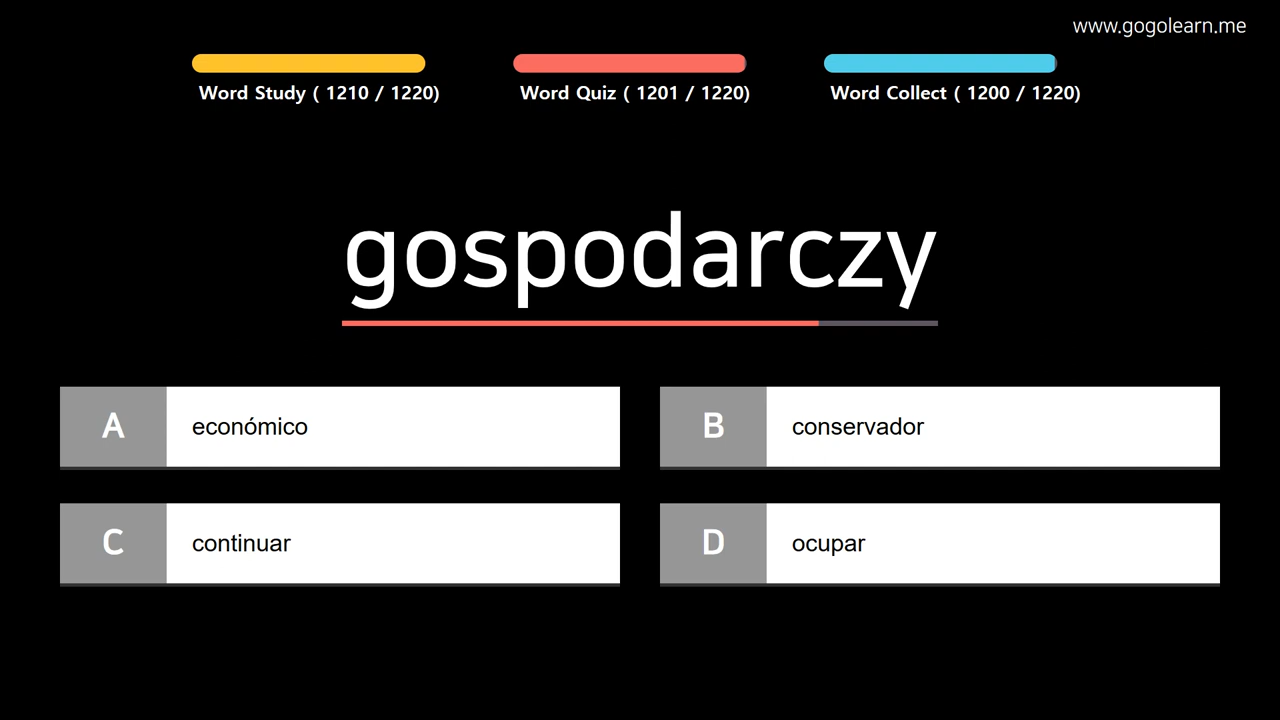 www.gogolearn.me
Word Study ( 1210 / 1220)
Word Quiz ( 1201 / 1220)
Word Collect ( 1200 / 1220)
gospodarczy
A económico
B conservador
C continuar
D ocupar